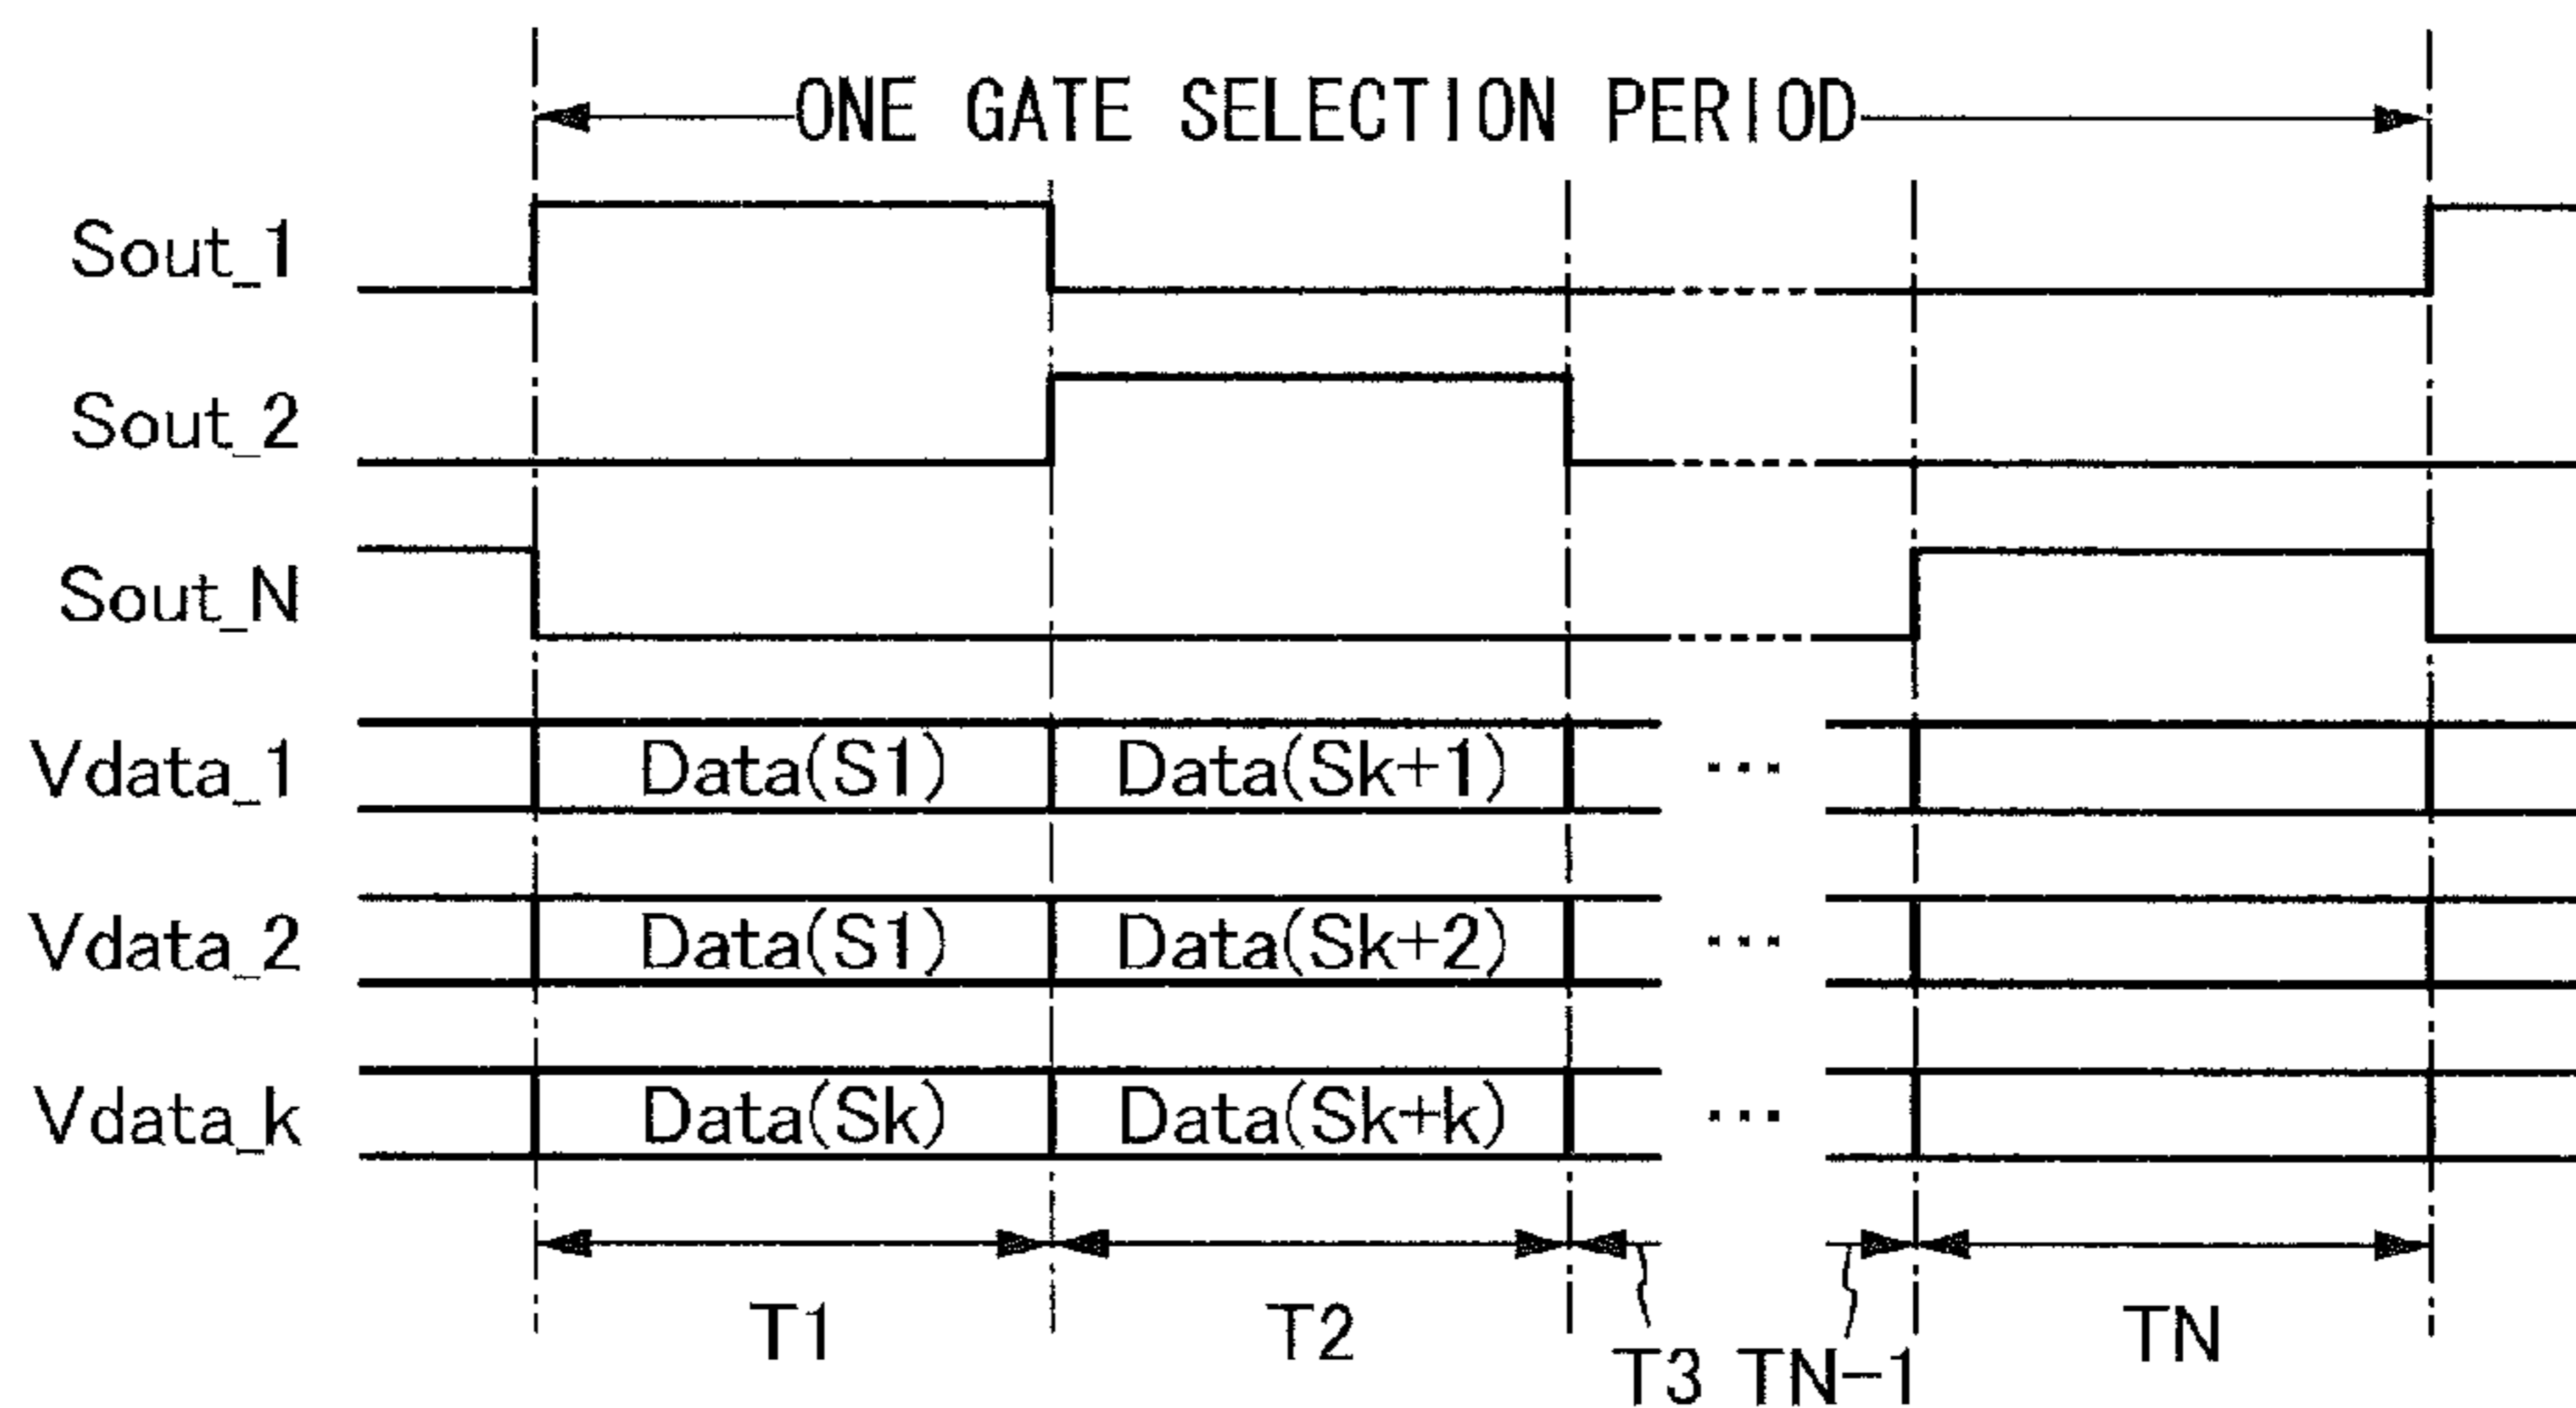 ONE GATE SELECTION PERIOD
Sout_1
Sout_2
Sout_N
Vdata_1 Data(S1) Data(Sk+1) ...
Vdata_2 Data(S1) Data(Sk+2) ...
Vdata_k Data(Sk) Data(Sk+k) ...
T1 T2 T3 TN-1 TN